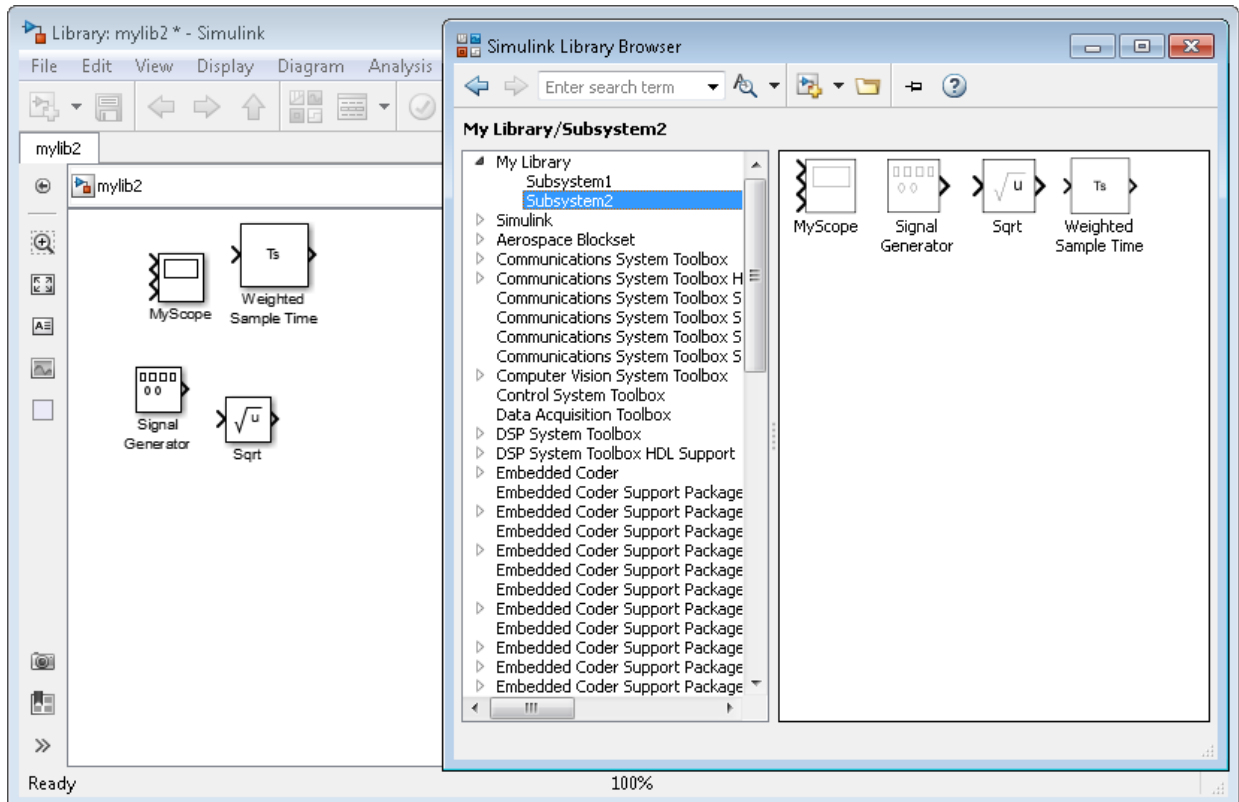 Library: mylib2 * - Simulink
File Edit View Display Diagram Analysis
mylib2
mylib2
Ts
MyScope
Weighted
Sample Time
Signal
Generator
√u
Sqrt
Ready
100%
Simulink Library Browser
Enter search term
My Library/Subsystem2
My Library
Subsystem1
Subsystem2
Simulink
Aerospace Blockset
Communications System Toolbox
Communications System Toolbox H
Communications System Toolbox S
Communications System Toolbox S
Communications System Toolbox S
Communications System Toolbox S
Computer Vision System Toolbox
Control System Toolbox
Data Acquisition Toolbox
DSP System Toolbox
DSP System Toolbox HDL Support
Embedded Coder
Embedded Coder Support Package
Embedded Coder Support Package
Embedded Coder Support Package
Embedded Coder Support Package
Embedded Coder Support Package
Embedded Coder Support Package
Embedded Coder Support Package
Embedded Coder Support Package
Embedded Coder Support Package
Embedded Coder Support Package
Embedded Coder Support Package
√u
Ts
MyScope
Signal
Generator
Sqrt
Weighted
Sample Time